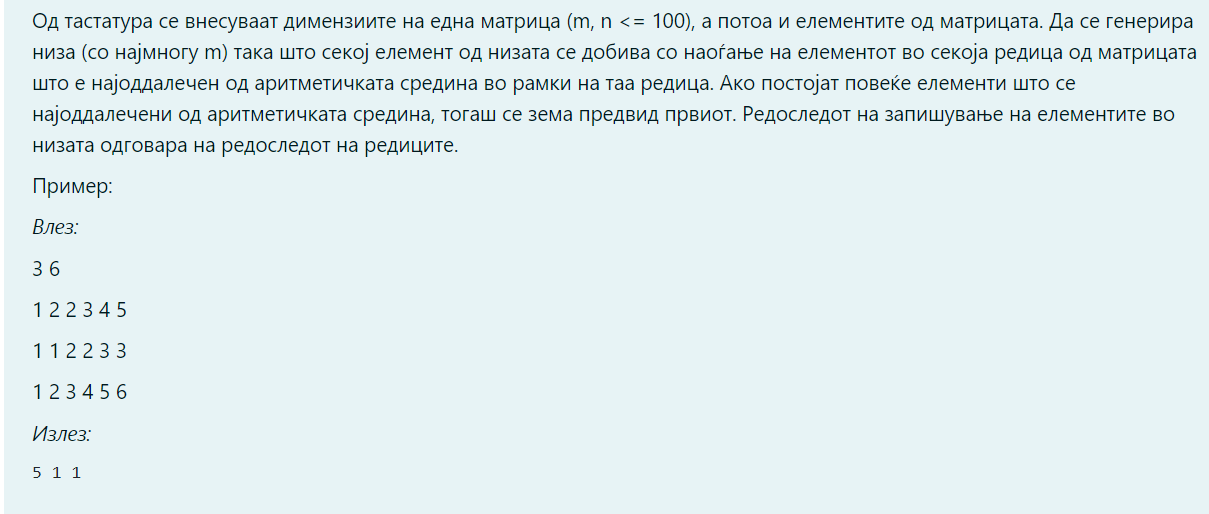 Од тастатура се внесуваат димензиите на една матрица (m, n <= 100), а потоа и елементите од матрицата. Да се генерира
низа (со најмногу m) така што секој елемент од низата се добива со наоѓање на елементот во секоја редица од матрицата
што е најоддалечен од аритметичката средина во рамки на таа редица. Ако постојат повеќе елементи што се
најоддалечени од аритметичката средина, тогаш се зема предвид првиот. Редоследот на запишување на елементите во
низата одговара на редоследот на редиците.
Пример:
Влез:
3 6
1 2 2 3 4 5
1 1 2 2 3 3
1 2 3 4 5 6
Излез:
5 1 1